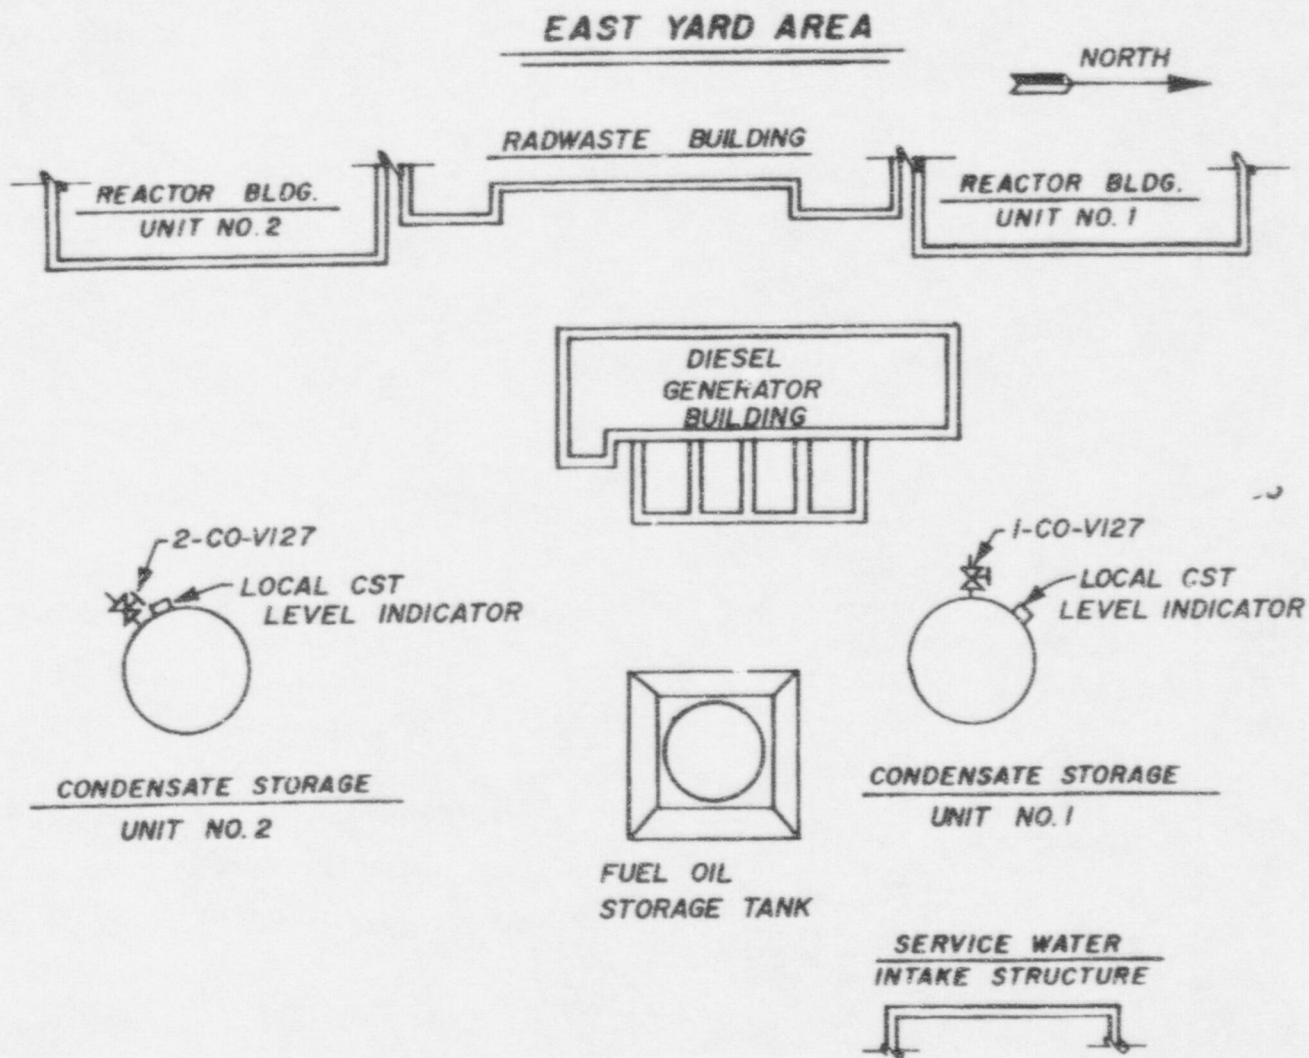 EAST YARD AREA
NORTH
RADWASTE BUILDING
REACTOR BLDG.
UNIT NO. 2
REACTOR BLDG.
UNIT NO. 1
DIESEL
GENERATOR
BUILDING
2-CO-V127
LOCAL CST
LEVEL INDICATOR
1-CO-V127
LOCAL CST
LEVEL INDICATOR
CONDENSATE STORAGE
UNIT NO. 2
CONDENSATE STORAGE
UNIT NO. 1
FUEL OIL
STORAGE TANK
SERVICE WATER
INTAKE STRUCTURE